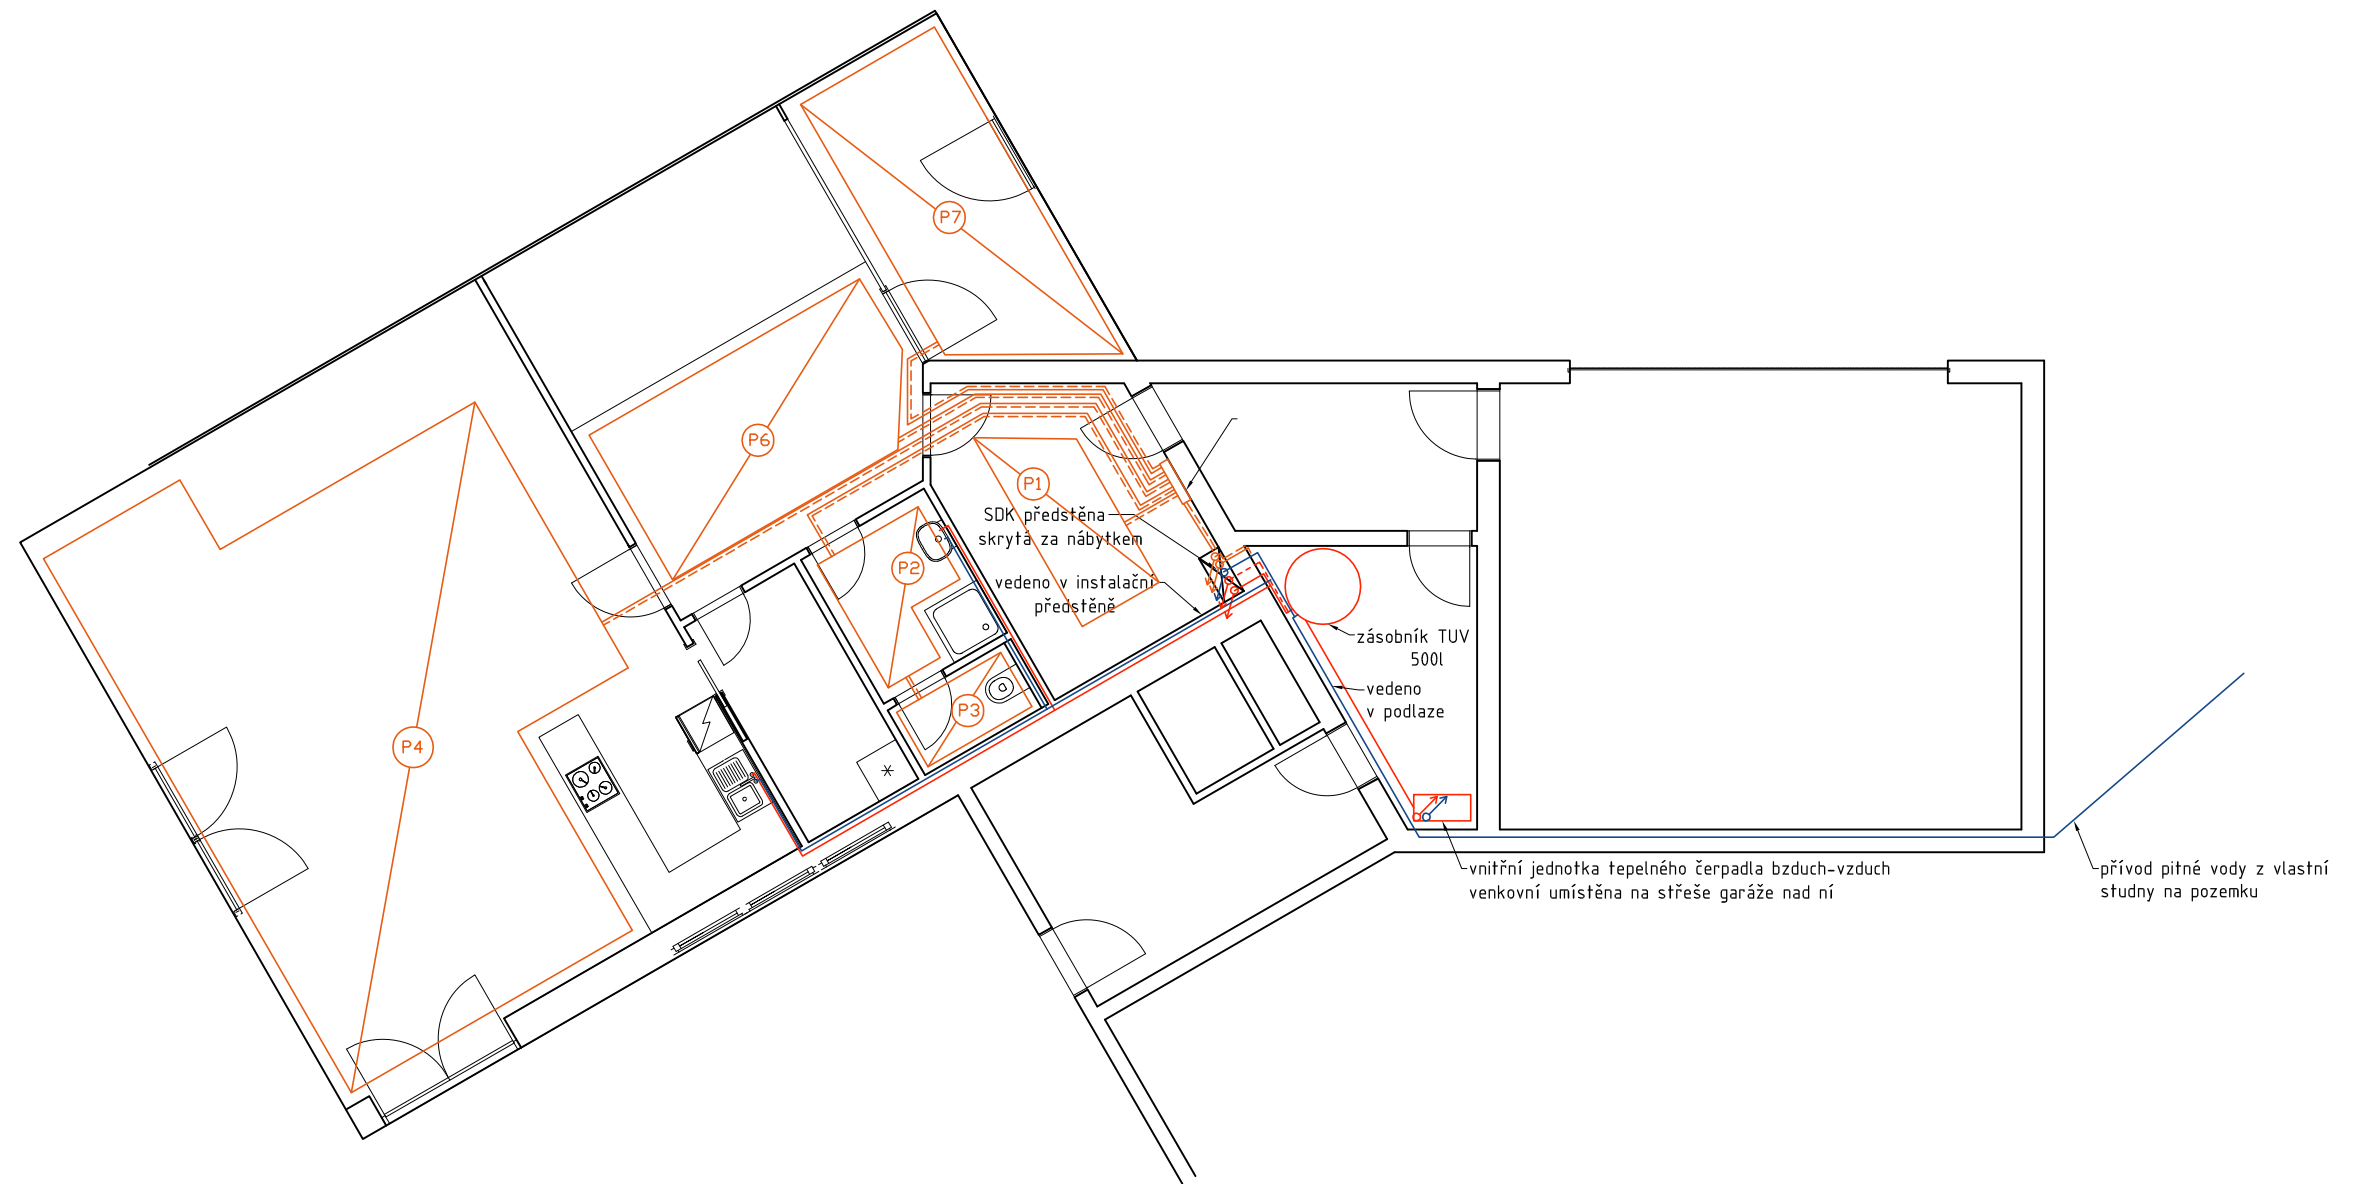 P7
P6
P1
SDK předstěna
skrytá za nábytkem
P2
vedeno v instalační
předstěně
zásobník TUV
500l
vedeno
v podlaze
P3
P4
vnitřní jednotka tepelného čerpadla bzduch-vzduch
venkovní umístěna na střeše garáže nad ní
přívod pitné vody z vlastní
studny na pozemku